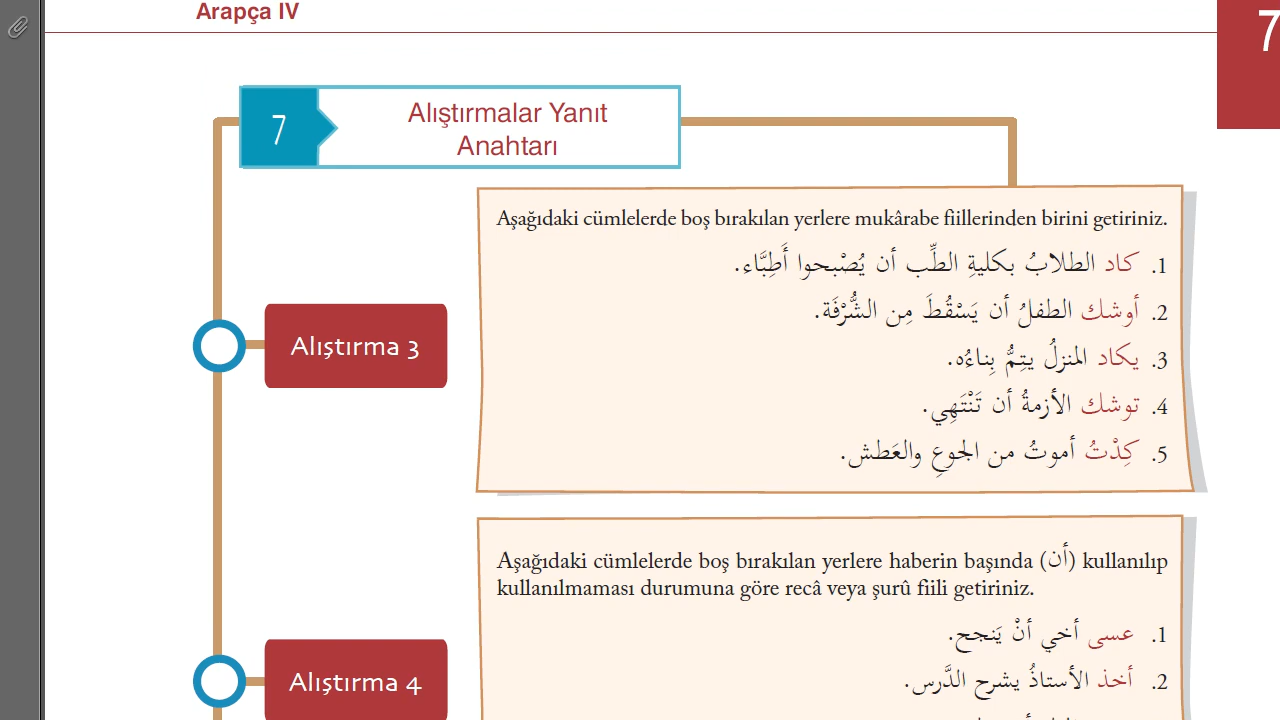 Arapça IV
7
7
Alıştırmalar Yanıt
Anahtarı
Aşağıdaki cümlelerde boş bırakılan yerlere mukârabe fiillerinden birini getiriniz.
1. كاد الطلابُ بكليةِ الطِّب أن يُصْبحوا أَطِبَّاء.
2. أوشك الطفلُ أن يَسْقُطَ مِن الشُّرْفَة.
3. يكاد المنزلُ يتِمُّ بِناءُه.
4. توشك الأزمةُ أن تَنْتَهِي.
5. كِدْتُ أموتُ من الجوعِ والعَطش.
Alıştırma 3
Aşağıdaki cümlelerde boş bırakılan yerlere haberin başında (أن) kullanılıp
kullanılmaması durumuna göre recâ veya şurû fiili getiriniz.
1. عسى أخي أنْ يَنجح.
2. أخذ الأستاذُ يشرح الدَّرس.
Alıştırma 4